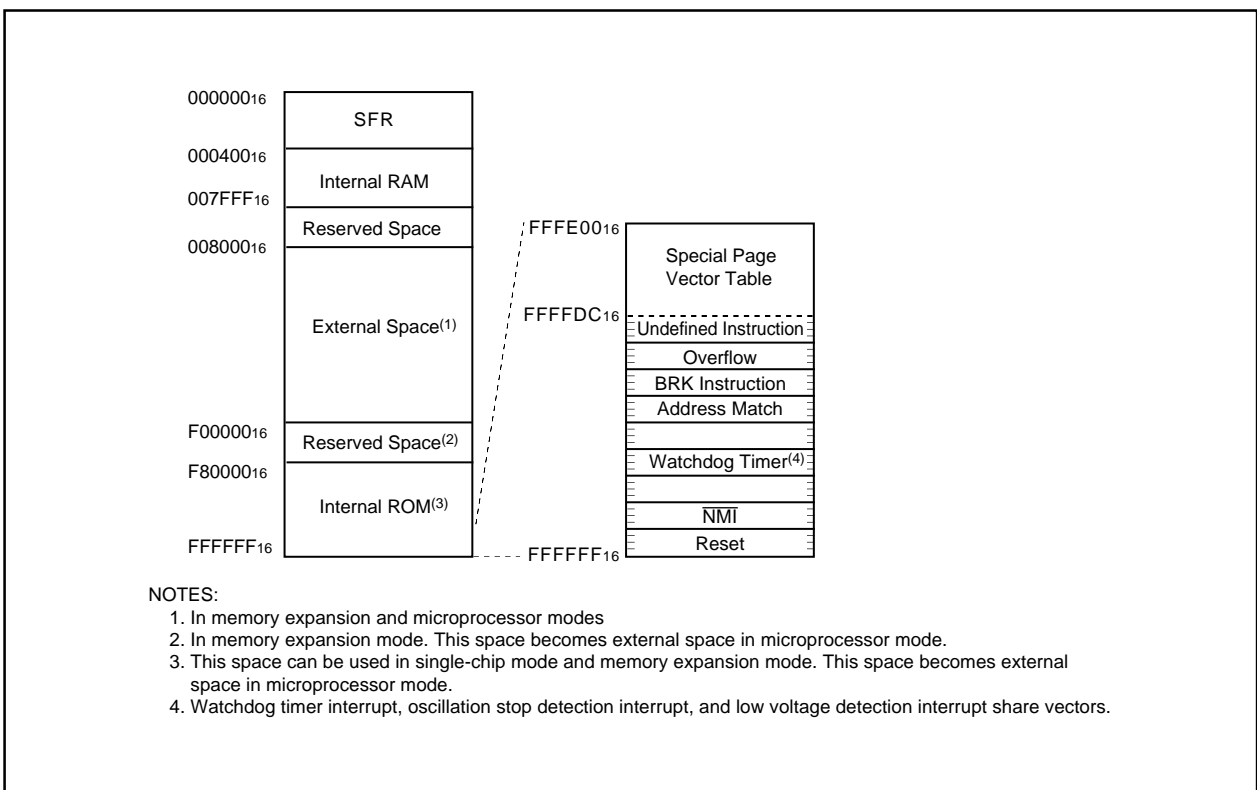 000000₁₆
SFR
000400₁₆
Internal RAM
007FFF₁₆
Reserved Space
008000₁₆
External Space(1)
F00000₁₆
Reserved Space(2)
F80000₁₆
Internal ROM(3)
FFFFFF₁₆
FFFE00₁₆
Special Page
Vector Table
FFFFDC₁₆
Undefined Instruction
Overflow
BRK Instruction
Address Match
Watchdog Timer(4)
N̅M̅I̅
Reset
FFFFFF₁₆
NOTES:
1. In memory expansion and microprocessor modes
2. In memory expansion mode. This space becomes external space in microprocessor mode.
3. This space can be used in single-chip mode and memory expansion mode. This space becomes external
space in microprocessor mode.
4. Watchdog timer interrupt, oscillation stop detection interrupt, and low voltage detection interrupt share vectors.